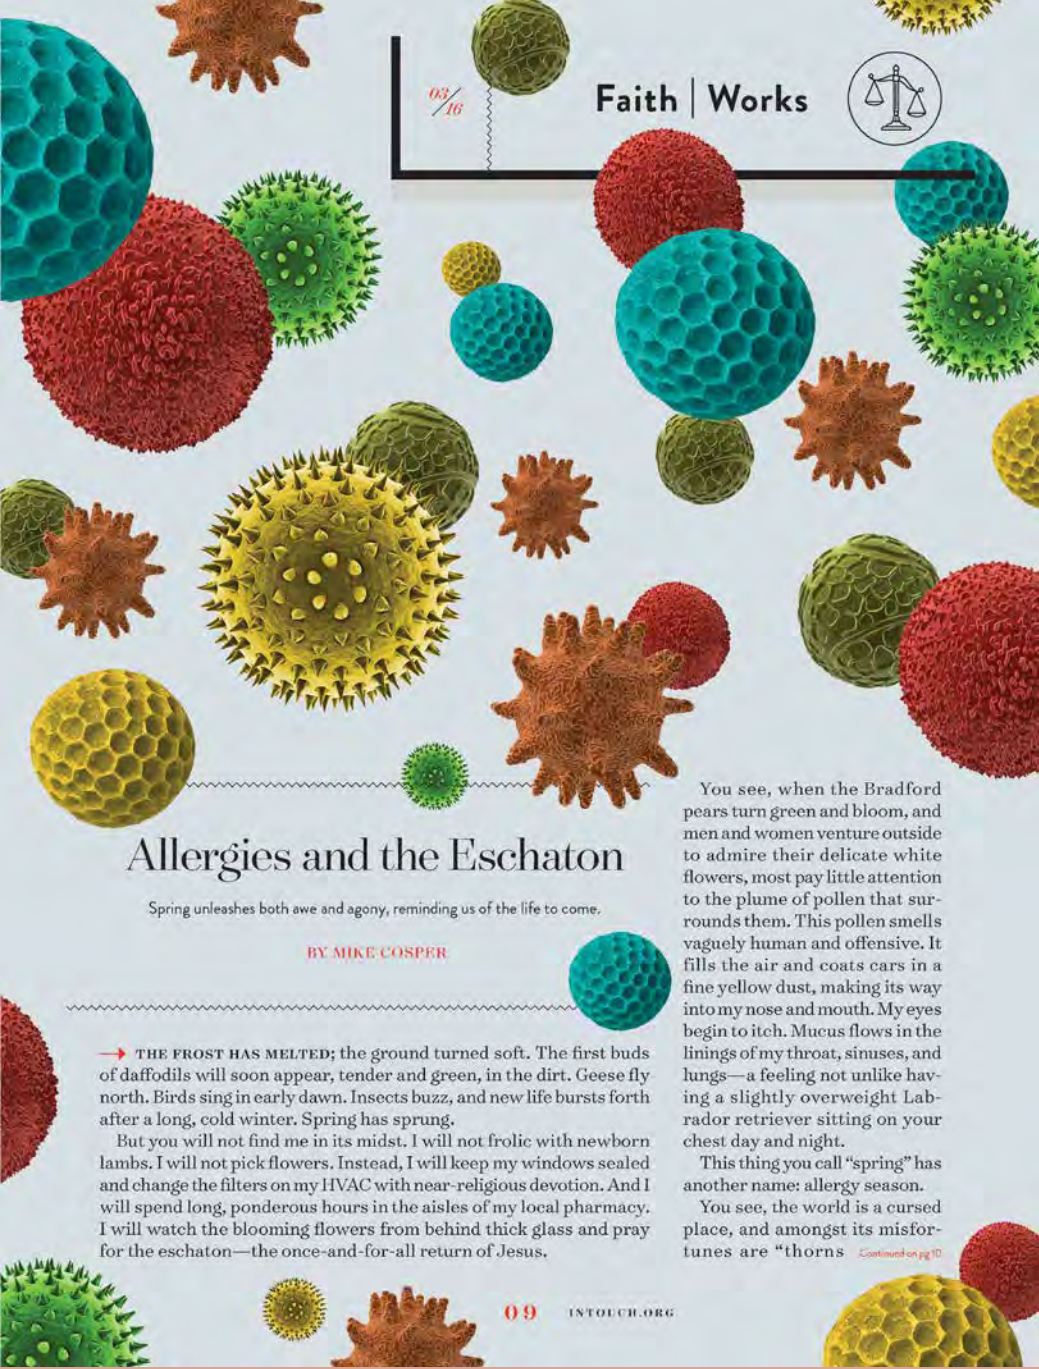 03/16
Faith | Works
Allergies and the Eschaton
Spring unleashes both awe and agony, reminding us of the life to come.
BY MIKE COSPER
→ THE FROST HAS MELTED; the ground turned soft. The first buds
of daffodils will soon appear, tender and green, in the dirt. Geese fly
north. Birds sing in early dawn. Insects buzz, and new life bursts forth
after a long, cold winter. Spring has sprung.
But you will not find me in its midst. I will not frolic with newborn
lambs. I will not pick flowers. Instead, I will keep my windows sealed
and change the filters on my HVAC with near-religious devotion. And I
will spend long, ponderous hours in the aisles of my local pharmacy.
I will watch the blooming flowers from behind thick glass and pray
for the eschaton—the once-and-for-all return of Jesus.
You see, when the Bradford
pears turn green and bloom, and
men and women venture outside
to admire their delicate white
flowers, most pay little attention
to the plume of pollen that sur-
rounds them. This pollen smells
vaguely human and offensive. It
fills the air and coats cars in a
fine yellow dust, making its way
into my nose and mouth. My eyes
begin to itch. Mucus flows in the
linings of my throat, sinuses, and
lungs—a feeling not unlike hav-
ing a slightly overweight Lab-
rador retriever sitting on your
chest day and night.
This thing you call “spring” has
another name: allergy season.
You see, the world is a cursed
place, and amongst its misfor-
tunes are “thorns Continued on pg 10
09 INTOUCH.ORG